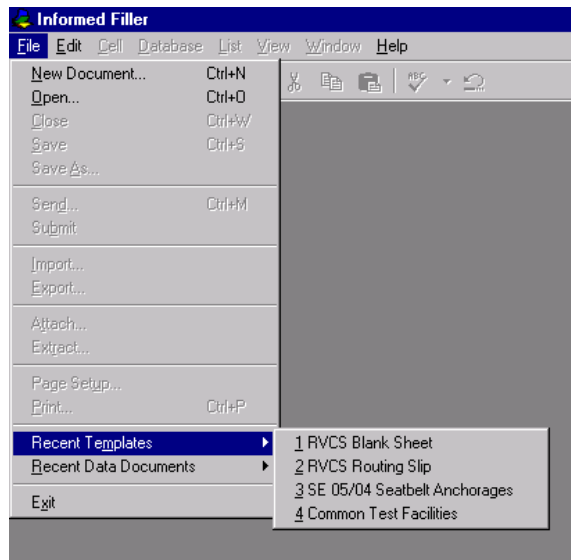 Informed Filler
File Edit Cell Database List View Window Help
New Document... Ctrl+N
Open... Ctrl+O
Close Ctrl+W
Save Ctrl+S
Save As...
Send... Ctrl+M
Submit
Import...
Export...
Attach...
Extract...
Page Setup...
Print... Ctrl+P
Recent Templates
Recent Data Documents
Exit
ABC
1 RVCS Blank Sheet
2 RVCS Routing Slip
3 SE 05/04 Seatbelt Anchorages
4 Common Test Facilities